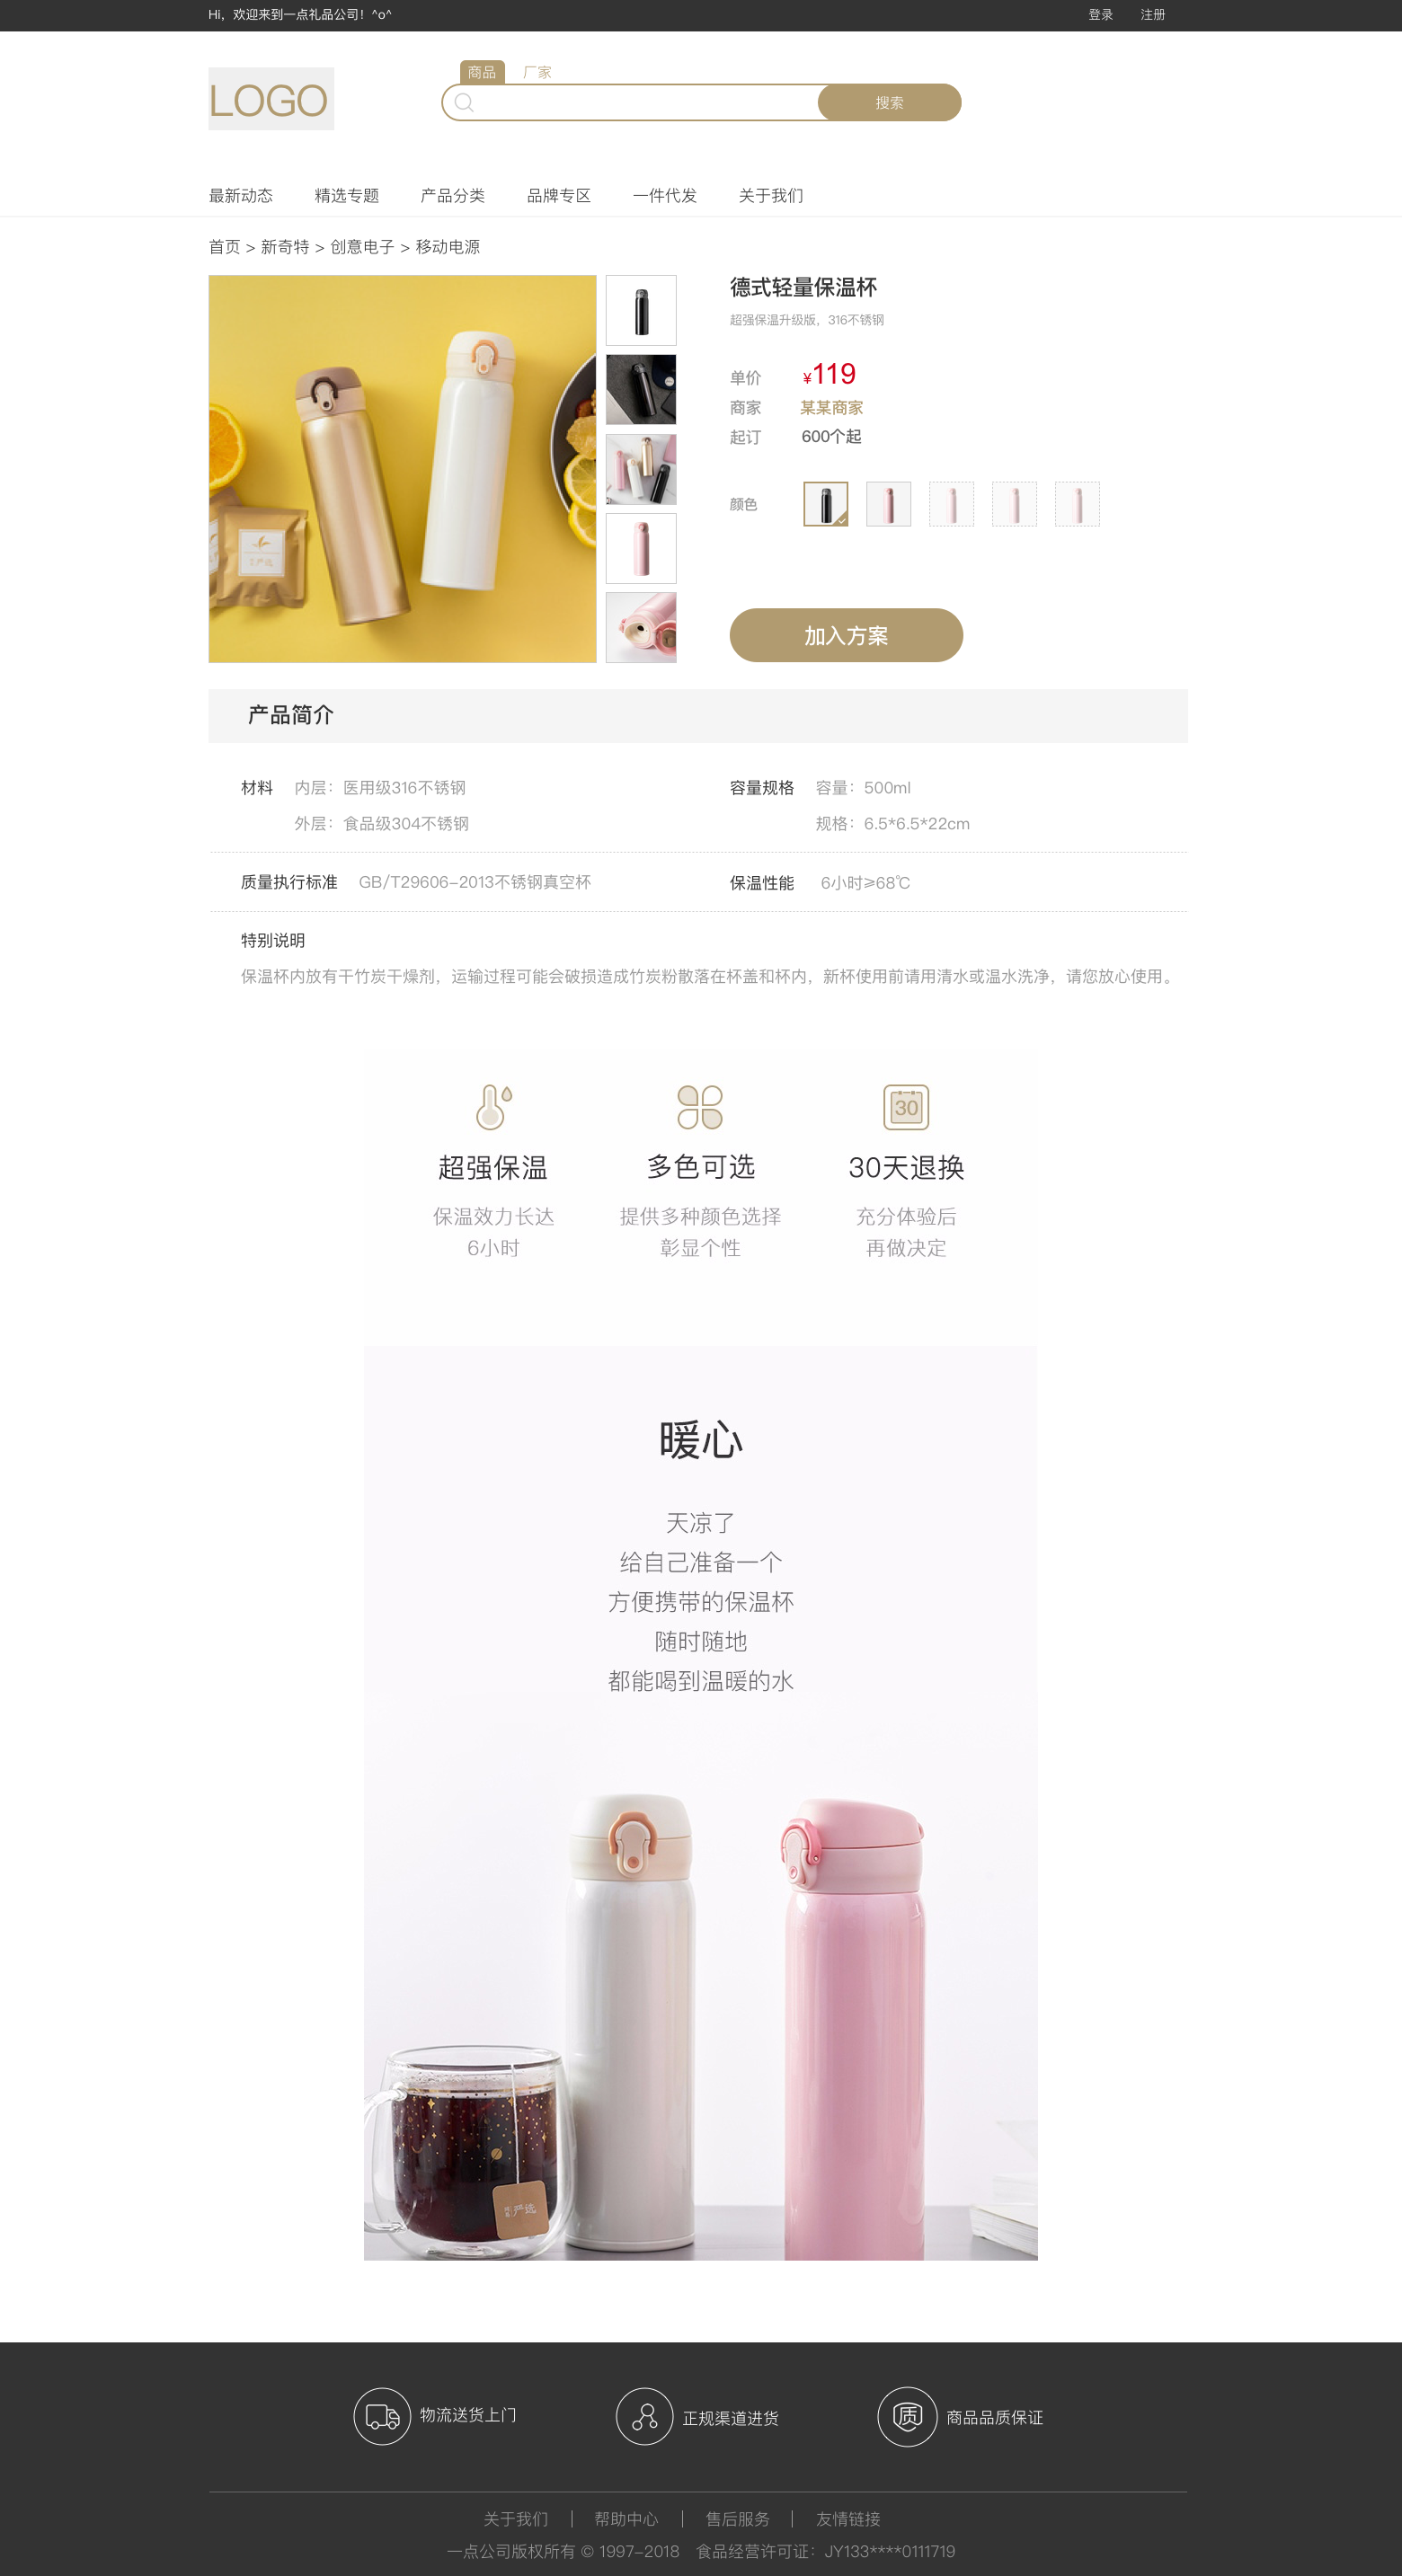 Hi，欢迎来到一点礼品公司！^o^
登录 注册
商品 厂家
LOGO
搜索
最新动态 精选专题 产品分类 品牌专区 一件代发 关于我们
首页 > 新奇特 > 创意电子 > 移动电源
德式轻量保温杯
超强保温升级版，316不锈钢
单价 ¥119
商家 某某商家
起订 600个起
颜色
加入方案
产品简介
材料 内层：医用级316不锈钢 容量规格 容量：500ml
外层：食品级304不锈钢 规格：6.5*6.5*22cm
质量执行标准 GB/T29606-2013不锈钢真空杯 保温性能 6小时≥68℃
特别说明
保温杯内放有干竹炭干燥剂，运输过程可能会破损造成竹炭粉散落在杯盖和杯内，新杯使用前请用清水或温水洗净，请您放心使用。
30
超强保温 多色可选 30天退换
保温效力长达 提供多种颜色选择 充分体验后
6小时 彰显个性 再做决定
暖心
天凉了
给自己准备一个
方便携带的保温杯
随时随地
都能喝到温暖的水
严选
物流送货上门 正规渠道进货 质 商品品质保证
关于我们 | 帮助中心 | 售后服务 | 友情链接
一点公司版权所有 © 1997-2018 食品经营许可证：JY133****0111719